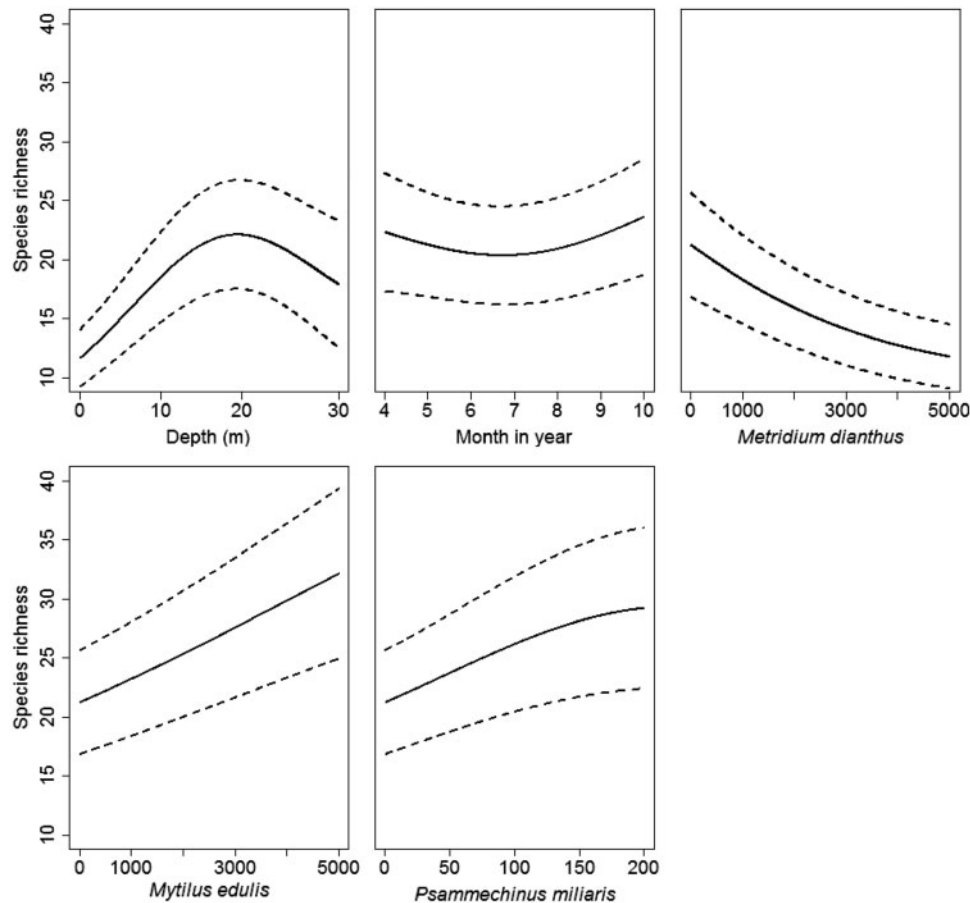 Species richness
10 15 20 25 30 35 40
0 10 20 30
Depth (m)
4 5 6 7 8 9 10
Month in year
0 1000 3000 5000
Metridium dianthus
Species richness
10 15 20 25 30 35 40
0 1000 3000 5000
Mytilus edulis
0 50 100 150 200
Psammechinus miliaris